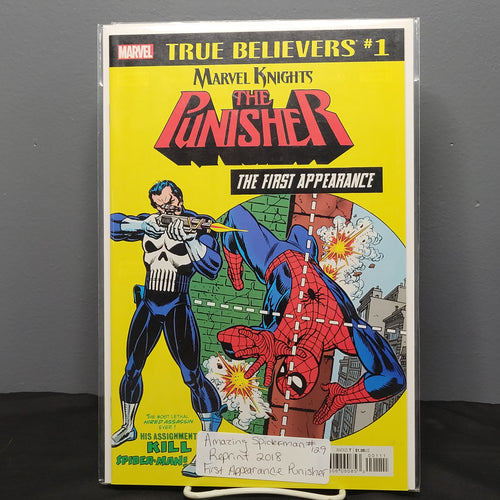 MARVEL TRUE BELIEVERS #1
MARVEL KNIGHTS
THE
PUNISHER
THE FIRST APPEARANCE
THE MOST LETHAL
HIRED ASSASSIN
EVER!
HIS ASSIGNMENT
KILL
SPIDER-MAN!
Amazing Spiderman #129
Reprint 2018
First Appearance Punisher
00111